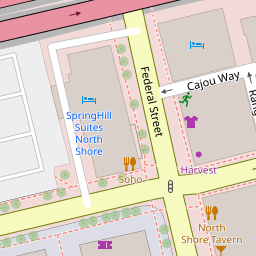 Cajou Way
Federal Street
SpringHill
Suites
North
Shore
Harvest
Soho
North
Shore Tavern